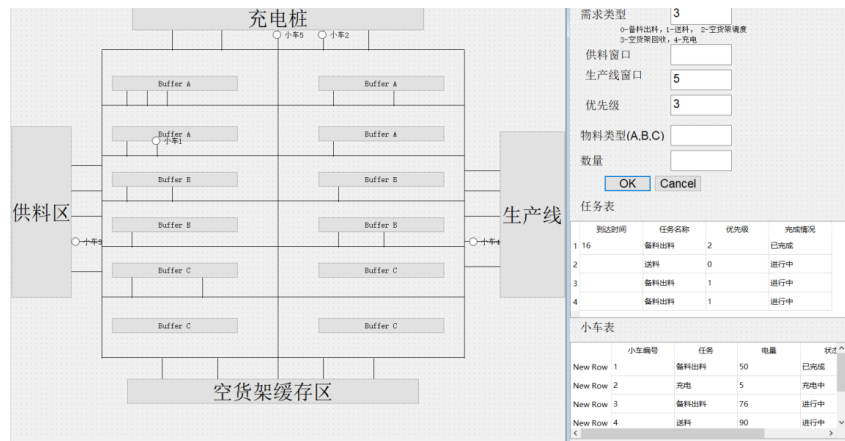 充电桩
小车5 小车2
Buffer A Buffer A
Buffer A Buffer A
小车1
Buffer B Buffer B
供料区 生产线
Buffer B Buffer B
小车3 小车4
Buffer C Buffer C
Buffer C Buffer C
空货架缓存区
需求类型 3
0-备料出料，1-送料， 2-空货架调度
3-空货架回收，4-充电
供料窗口
生产线窗口 5
优先级 3
物料类型(A,B,C)
数量
OK Cancel
任务表
到达时间 任务名称 优先级 完成情况
1 16 备料出料 2 已完成
2 送料 0 进行中
3 备料出料 1 进行中
4 备料出料 1 进行中
小车表
小车编号 任务 电量 状态
New Row 1 备料出料 50 已完成
New Row 2 充电 5 充电中
New Row 3 备料出料 76 进行中
New Row 4 送料 90 进行中